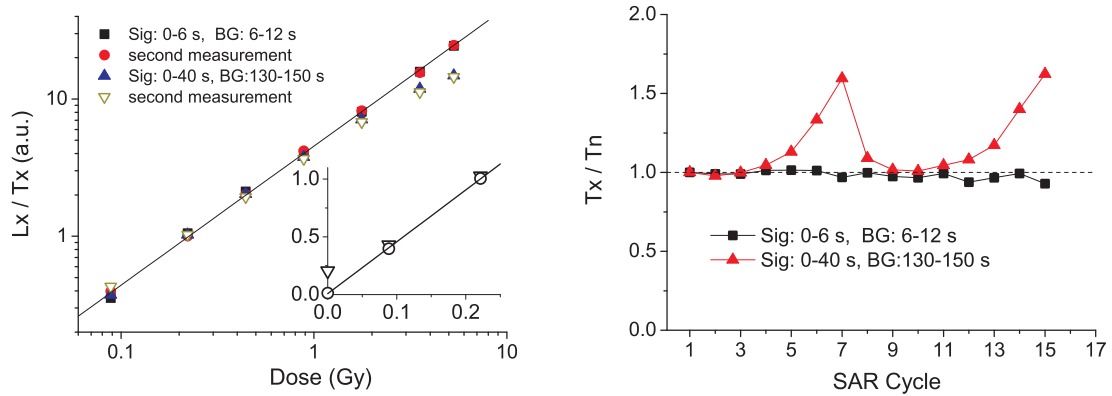 Lx / Tx (a.u.)
10
1
Sig: 0-6 s, BG: 6-12 s
second measurement
Sig: 0-40 s, BG:130-150 s
second measurement
1.0
0.5
0.0
0.0 0.1 0.2
0.1 1 10
Dose (Gy)
Tx / Tn
2.0
1.5
1.0
0.5
0.0
Sig: 0-6 s, BG: 6-12 s
Sig: 0-40 s, BG:130-150 s
1 3 5 7 9 11 13 15 17
SAR Cycle